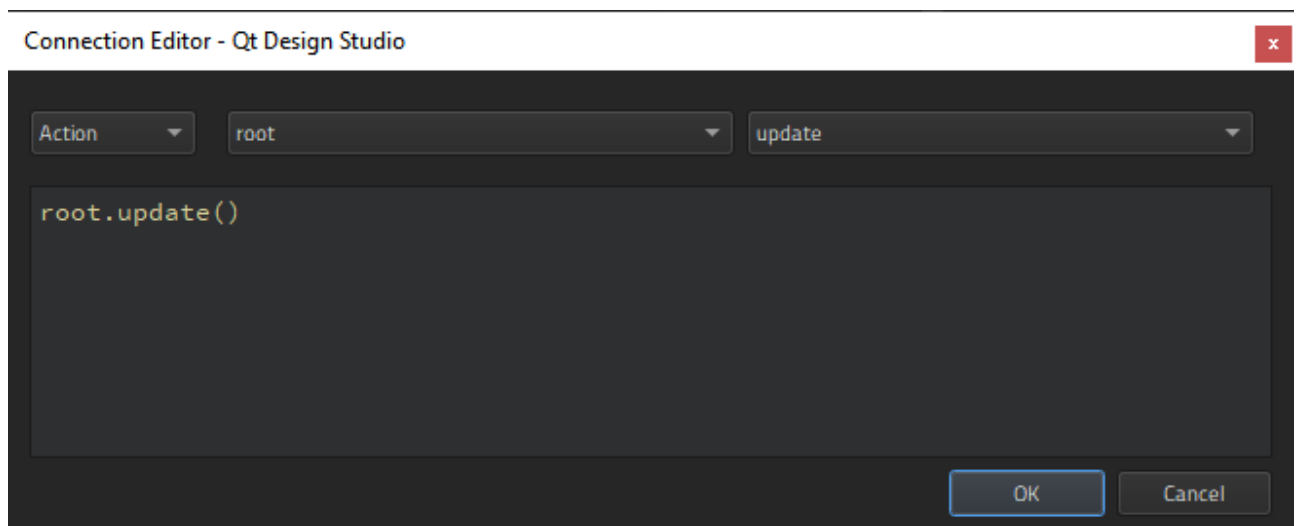 Connection Editor - Qt Design Studio
x
Action root update
root.update()
OK Cancel